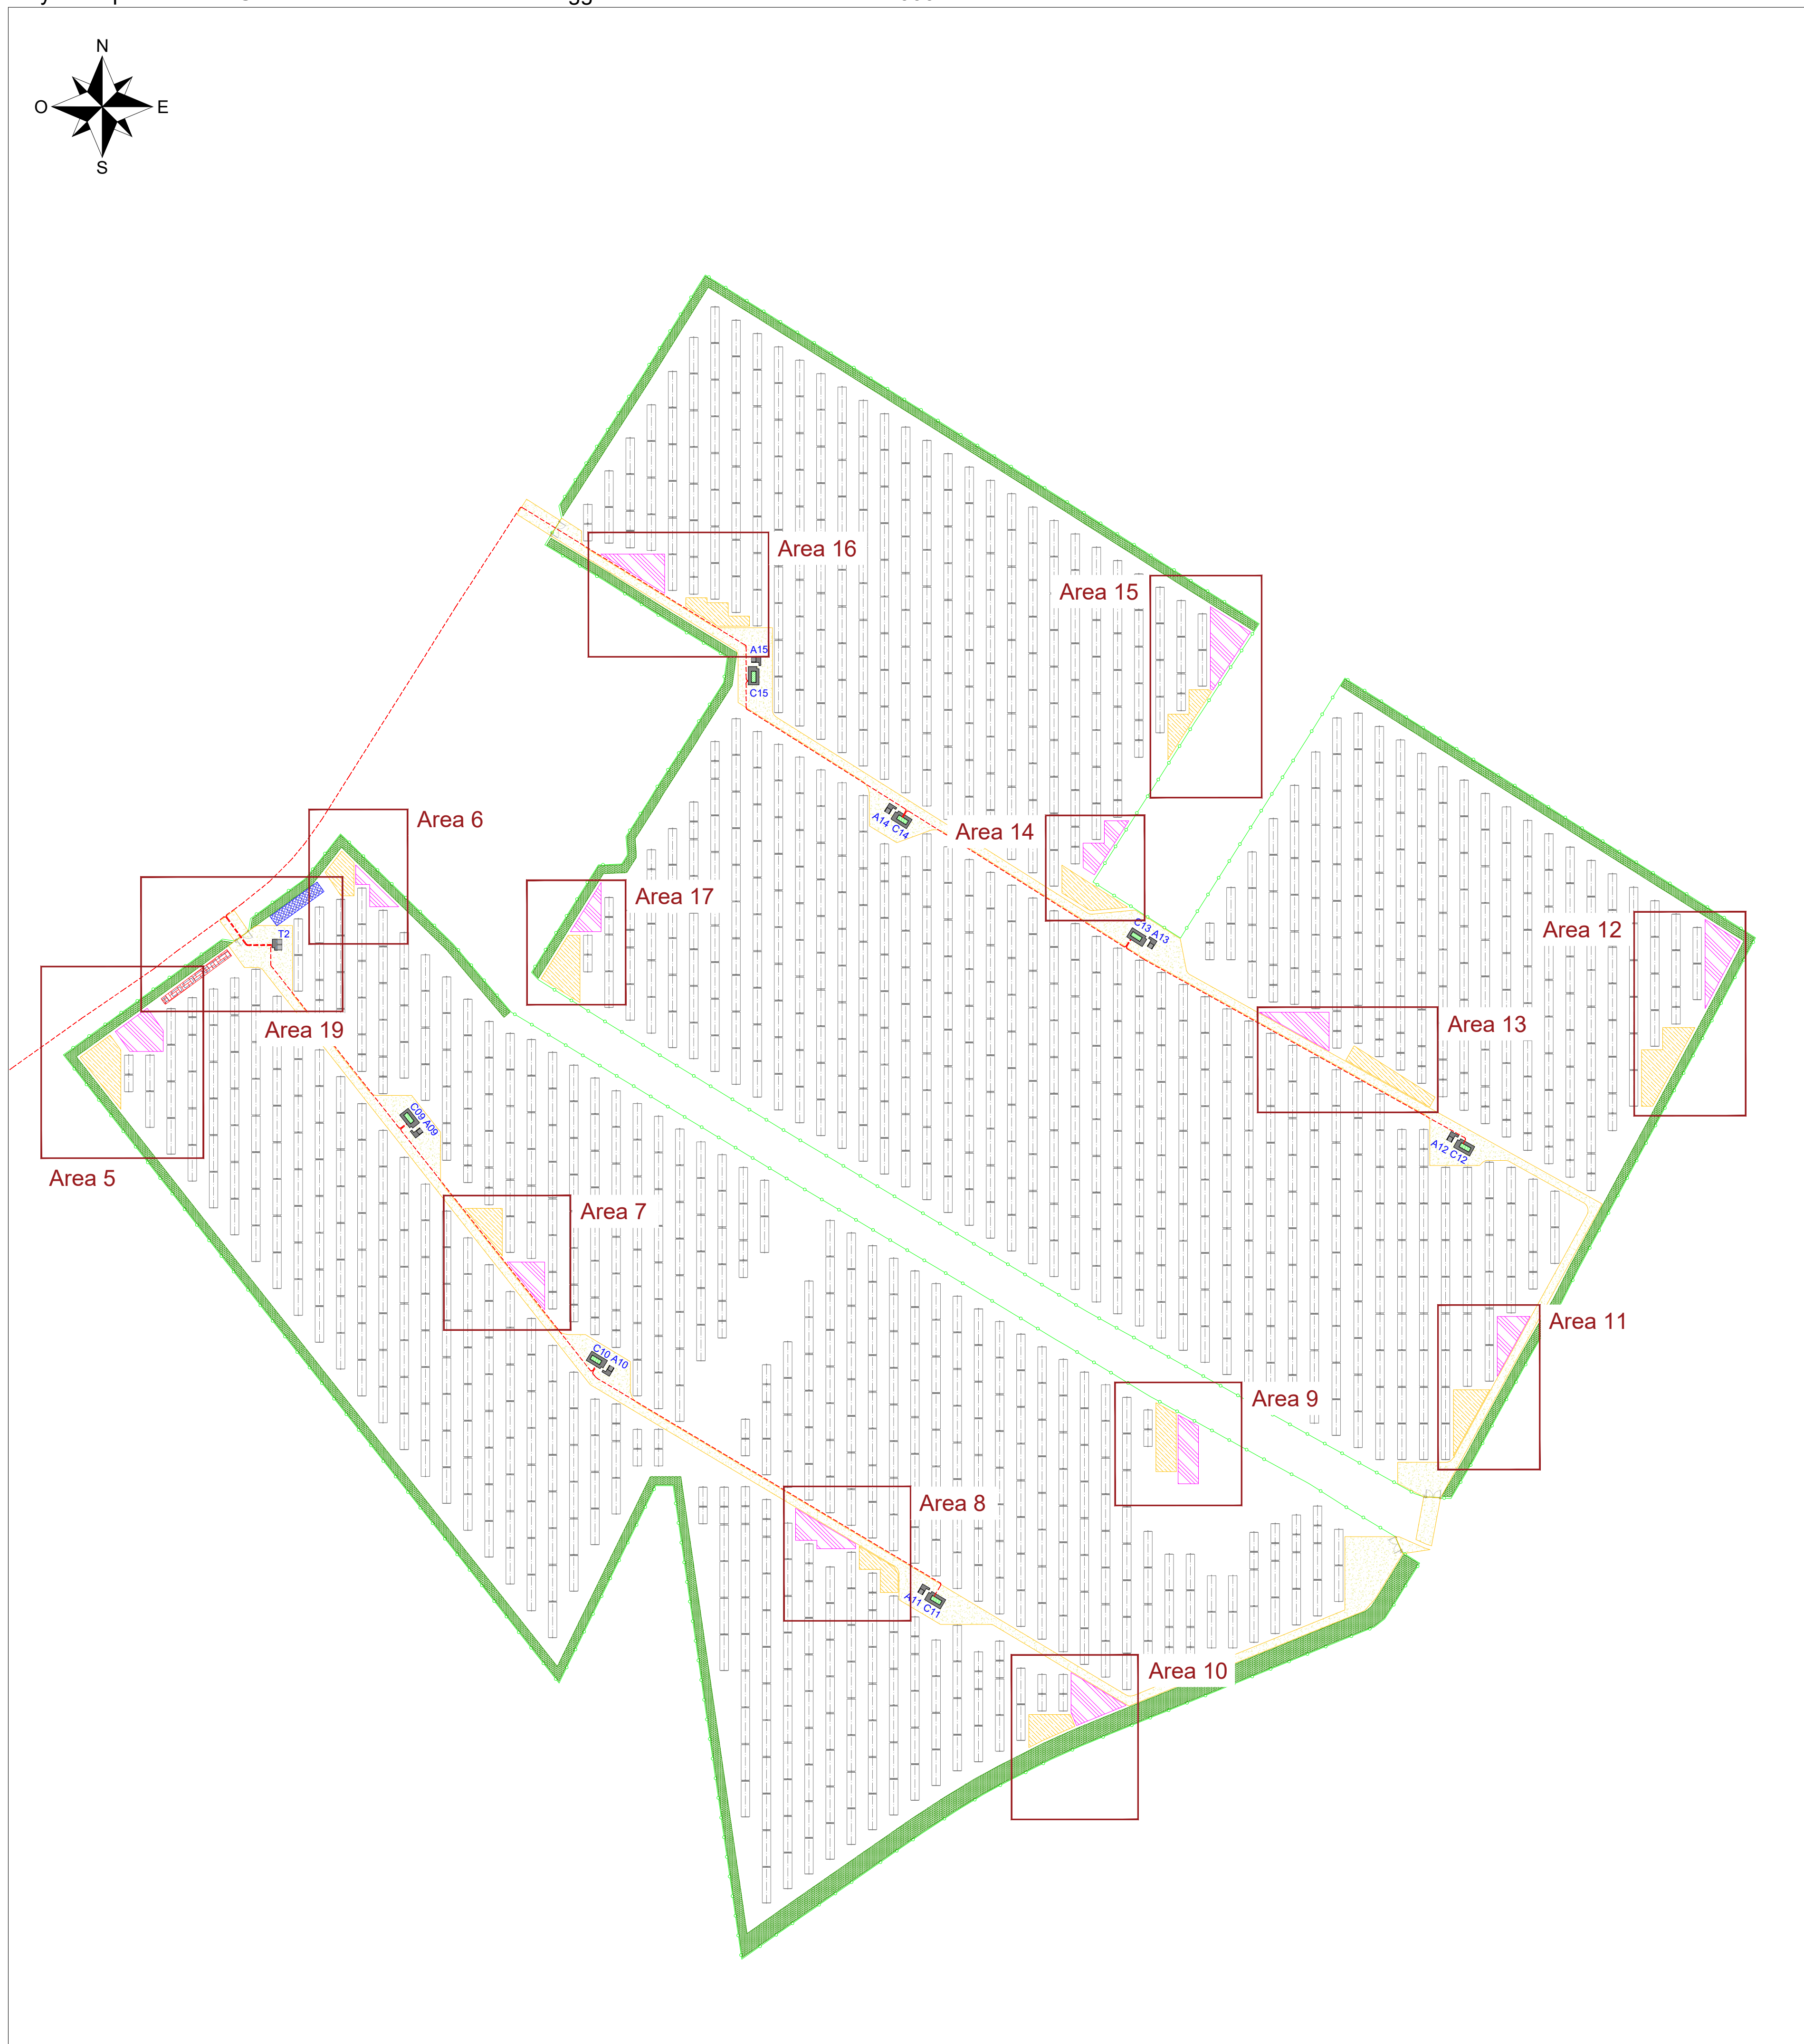 N
O E
S
Area 16
Area 15
A15
C15
Area 6
A14 C14
Area 14
Area 17
Area 12
C13 A13
T2
Area 19
Area 13
C09 A09
A12 C12
Area 5
Area 7
Area 11
C10 A10
Area 9
Area 8
A11 C11
Area 10